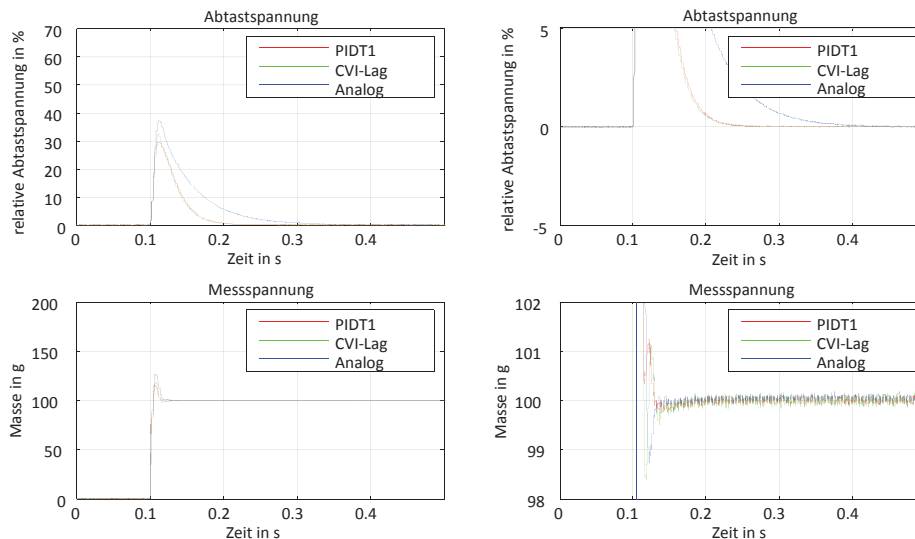 Abtastspannung
relative Abtastspannung in %
70
60
50
40
30
20
10
0
0
0.1
0.2
0.3
0.4
Zeit in s
PIDT1
CVI-Lag
Analog
Abtastspannung
relative Abtastspannung in %
5
0
-5
0
0.1
0.2
0.3
0.4
Zeit in s
PIDT1
CVI-Lag
Analog
Messspannung
Masse in g
200
150
100
50
0
0
0.1
0.2
0.3
0.4
Zeit in s
PIDT1
CVI-Lag
Analog
Messspannung
Masse in g
102
101
100
99
98
0
0.1
0.2
0.3
0.4
Zeit in s
PIDT1
CVI-Lag
Analog